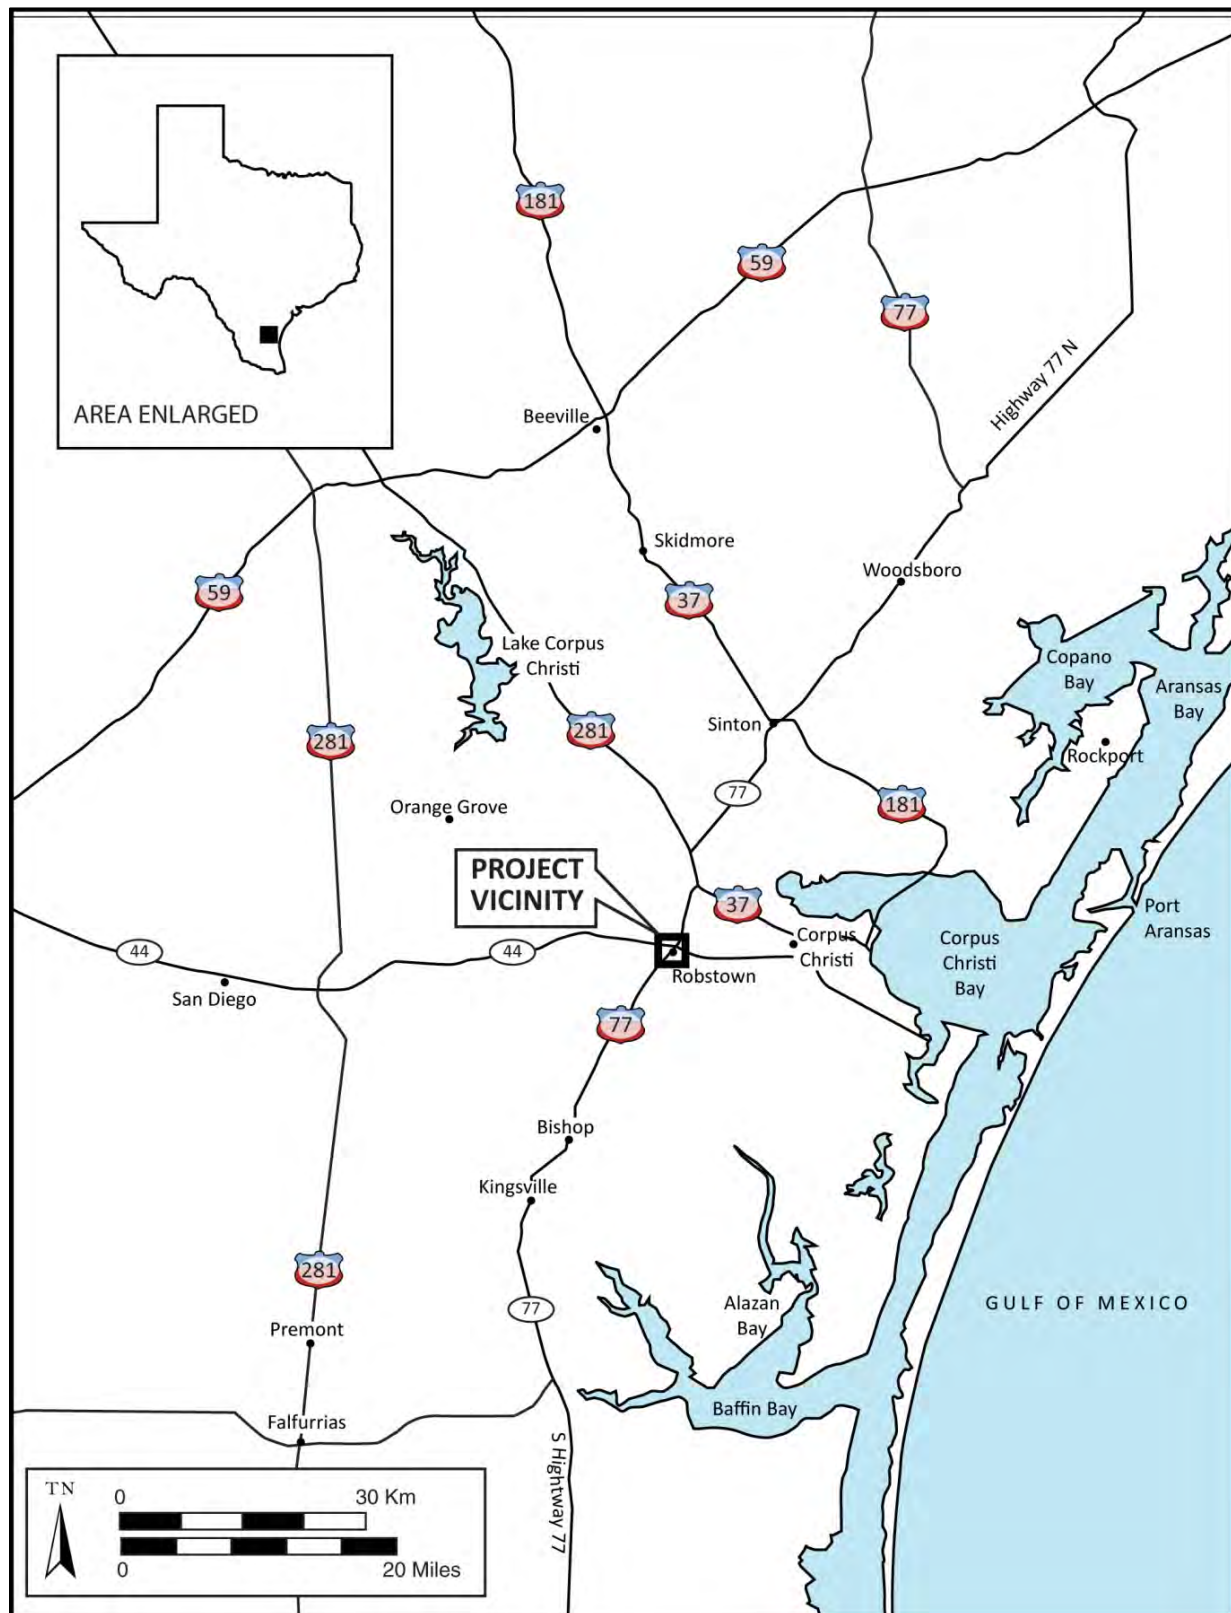 AREA ENLARGED
181
59
77
Highway 77 N
Beeville
Skidmore
59
37
Woodsboro
Lake Corpus
Christi
Copano
Bay
Aransas
Bay
281
281
Sinton
Rockport
77
181
Orange Grove
PROJECT
VICINITY
37
Port
Aransas
44
44
Corpus
Christi
Corpus
Christi
Bay
San Diego
Robstown
77
Bishop
Kingsville
281
77
Alazan
Bay
GULF OF MEXICO
Premont
Baffin Bay
Falfurrias
S Hightway 77
TN
0
30 Km
0
20 Miles